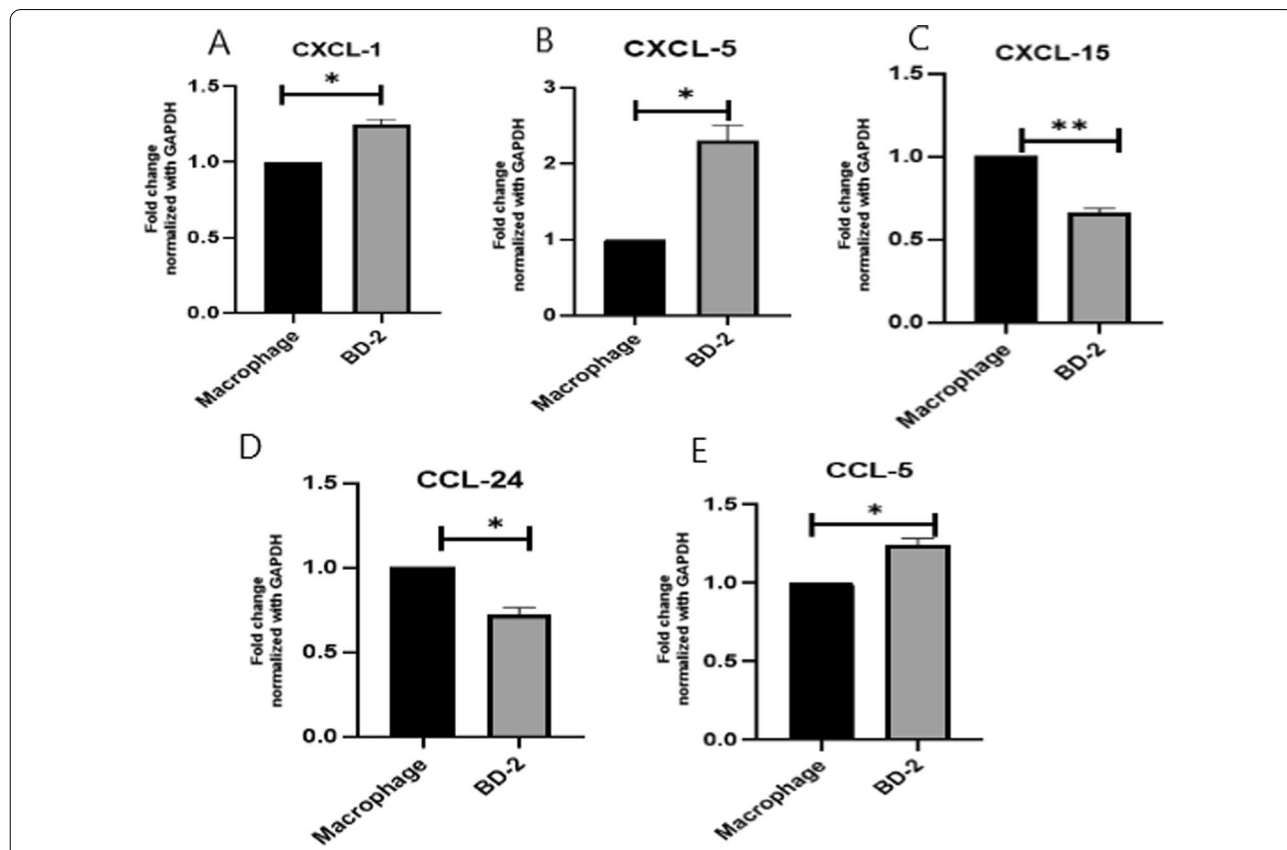 A
CXCL-1
Fold change
normalized with GAPDH
1.5
1.0
0.5
0.0
*
Macrophage
BD-2
B
CXCL-5
Fold change
normalized with GAPDH
3
2
1
0
*
Macrophage
BD-2
C
CXCL-15
Fold change
normalized with GAPDH
1.5
1.0
0.5
0.0
**
Macrophage
BD-2
D
CCL-24
Fold change
normalized with GAPDH
1.5
1.0
0.5
0.0
*
Macrophage
BD-2
E
CCL-5
Fold change
normalized with GAPDH
1.5
1.0
0.5
0.0
*
Macrophage
BD-2